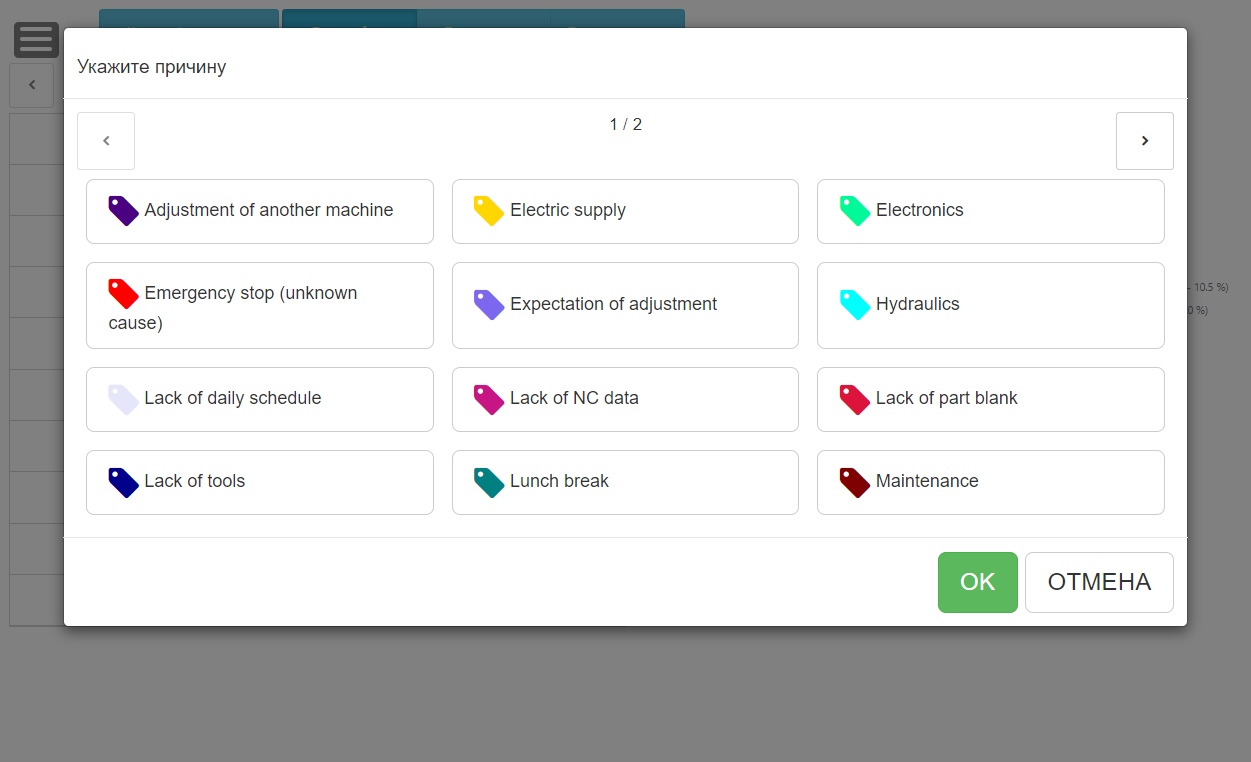 Укажите причину
1 / 2
Adjustment of another machine
Electric supply
Electronics
Emergency stop (unknown
cause)
Expectation of adjustment
Hydraulics
- 10.5 %)
0 %)
Lack of daily schedule
Lack of NC data
Lack of part blank
Lack of tools
Lunch break
Maintenance
OK
ОТМЕНА